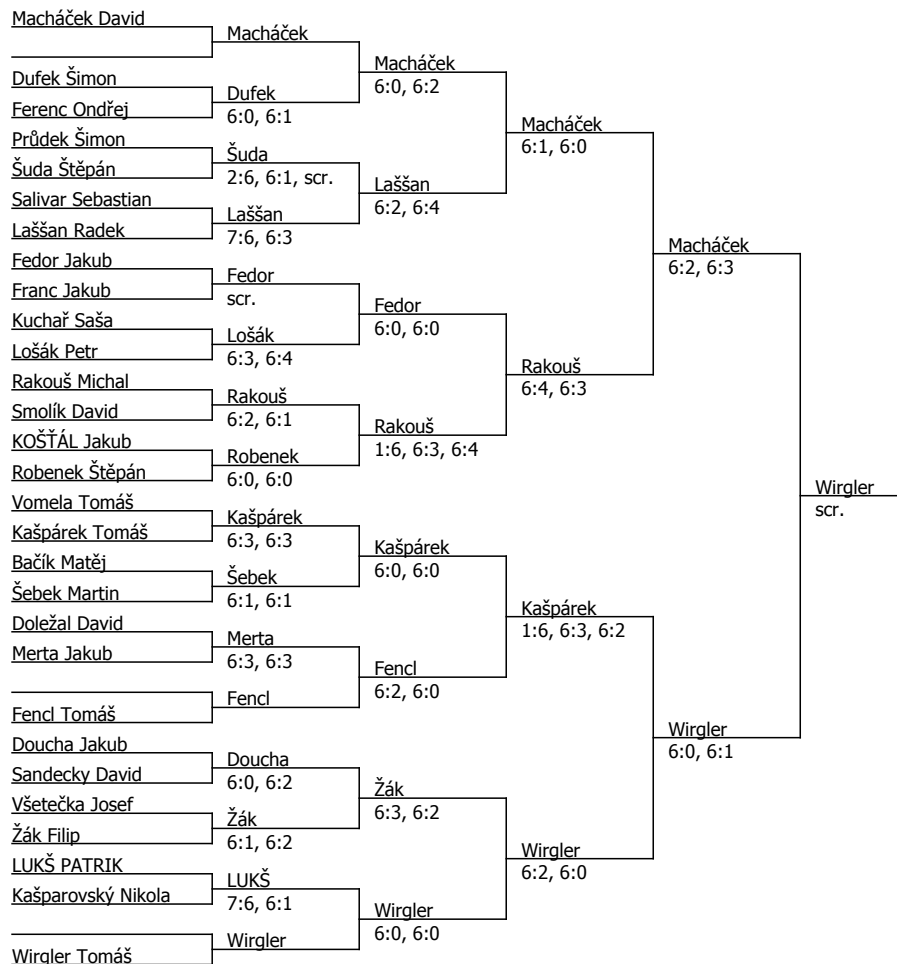 Macháček David
Macháček
Macháček
6:0, 6:2
Dufek Šimon
Dufek
6:0, 6:1
Ferenc Ondřej
Macháček
6:1, 6:0
Průdek Šimon
Šuda
2:6, 6:1, scr.
Šuda Štěpán
Laššan
6:2, 6:4
Salivar Sebastian
Laššan
7:6, 6:3
Laššan Radek
Macháček
6:2, 6:3
Fedor Jakub
Fedor
scr.
Franc Jakub
Fedor
6:0, 6:0
Kuchař Saša
Lošák
6:3, 6:4
Lošák Petr
Rakouš
6:4, 6:3
Rakouš Michal
Rakouš
6:2, 6:1
Smolík David
Rakouš
1:6, 6:3, 6:4
KOŠŤÁL Jakub
Robenek
6:0, 6:0
Robenek Štěpán
Wirgler
scr.
Vomela Tomáš
Kašpárek
6:3, 6:3
Kašpárek Tomáš
Kašpárek
6:0, 6:0
Bačík Matěj
Šebek
6:1, 6:1
Šebek Martin
Kašpárek
1:6, 6:3, 6:2
Doležal David
Merta
6:3, 6:3
Merta Jakub
Fencl
6:2, 6:0
Fencl
Fencl Tomáš
Wirgler
6:0, 6:1
Doucha Jakub
Doucha
6:0, 6:2
Sandecky David
Žák
6:3, 6:2
Všetečka Josef
Žák
6:1, 6:2
Žák Filip
Wirgler
6:2, 6:0
LUKŠ PATRIK
LUKŠ
7:6, 6:1
Kašparovský Nikola
Wirgler
6:0, 6:0
Wirgler
Wirgler Tomáš